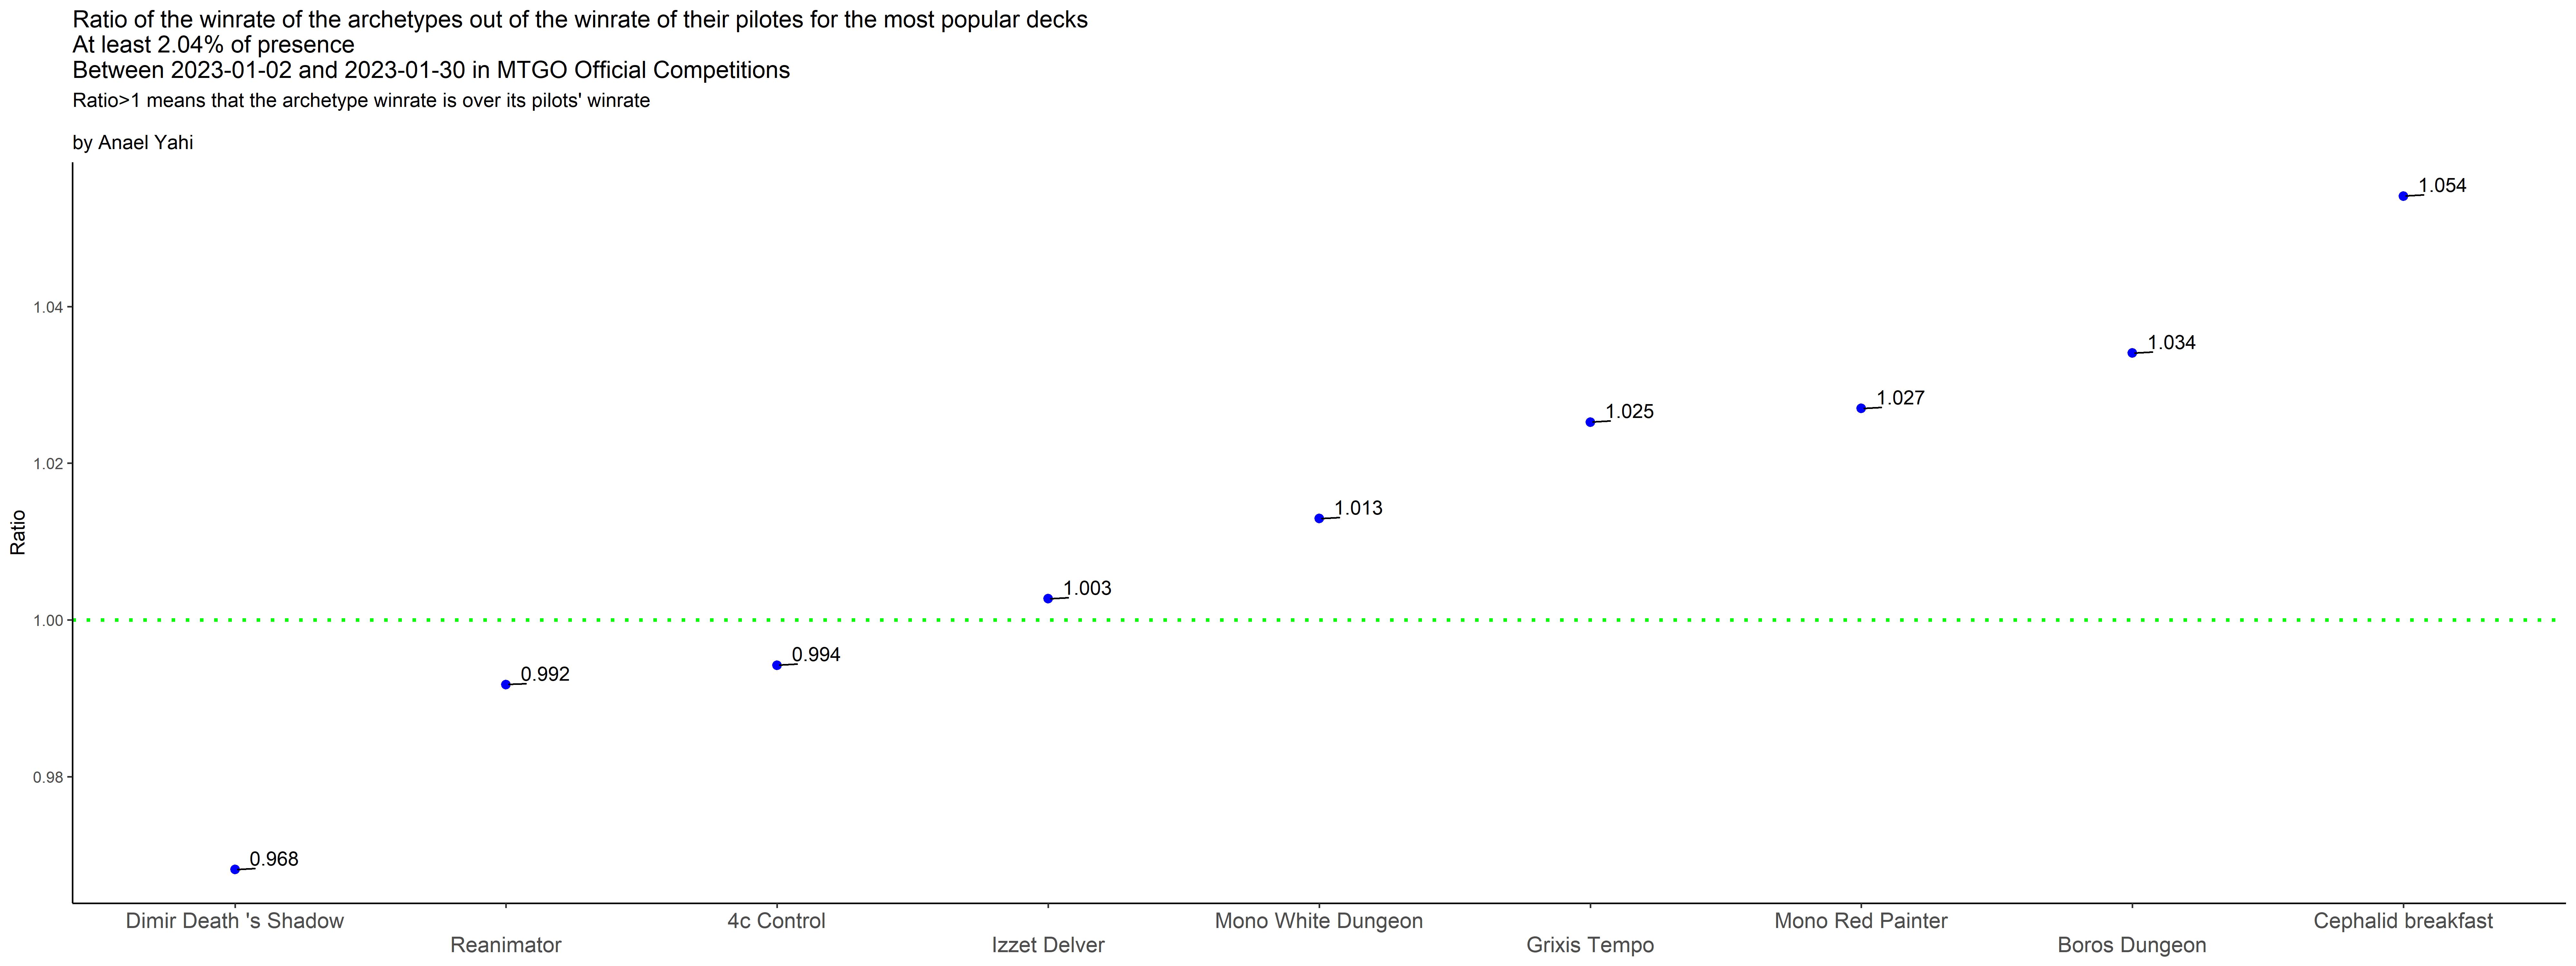 Ratio of the winrate of the archetypes out of the winrate of their pilotes for the most popular decks
At least 2.04% of presence
Between 2023-01-02 and 2023-01-30 in MTGO Official Competitions
Ratio>1 means that the archetype winrate is over its pilots' winrate
by Anael Yahi
1.054
1.04
1.034
1.027
1.025
1.02
1.013
Ratio
1.003
1.00
0.994
0.992
0.98
0.968
Dimir Death 's Shadow
Reanimator
4c Control
Izzet Delver
Mono White Dungeon
Grixis Tempo
Mono Red Painter
Boros Dungeon
Cephalid breakfast